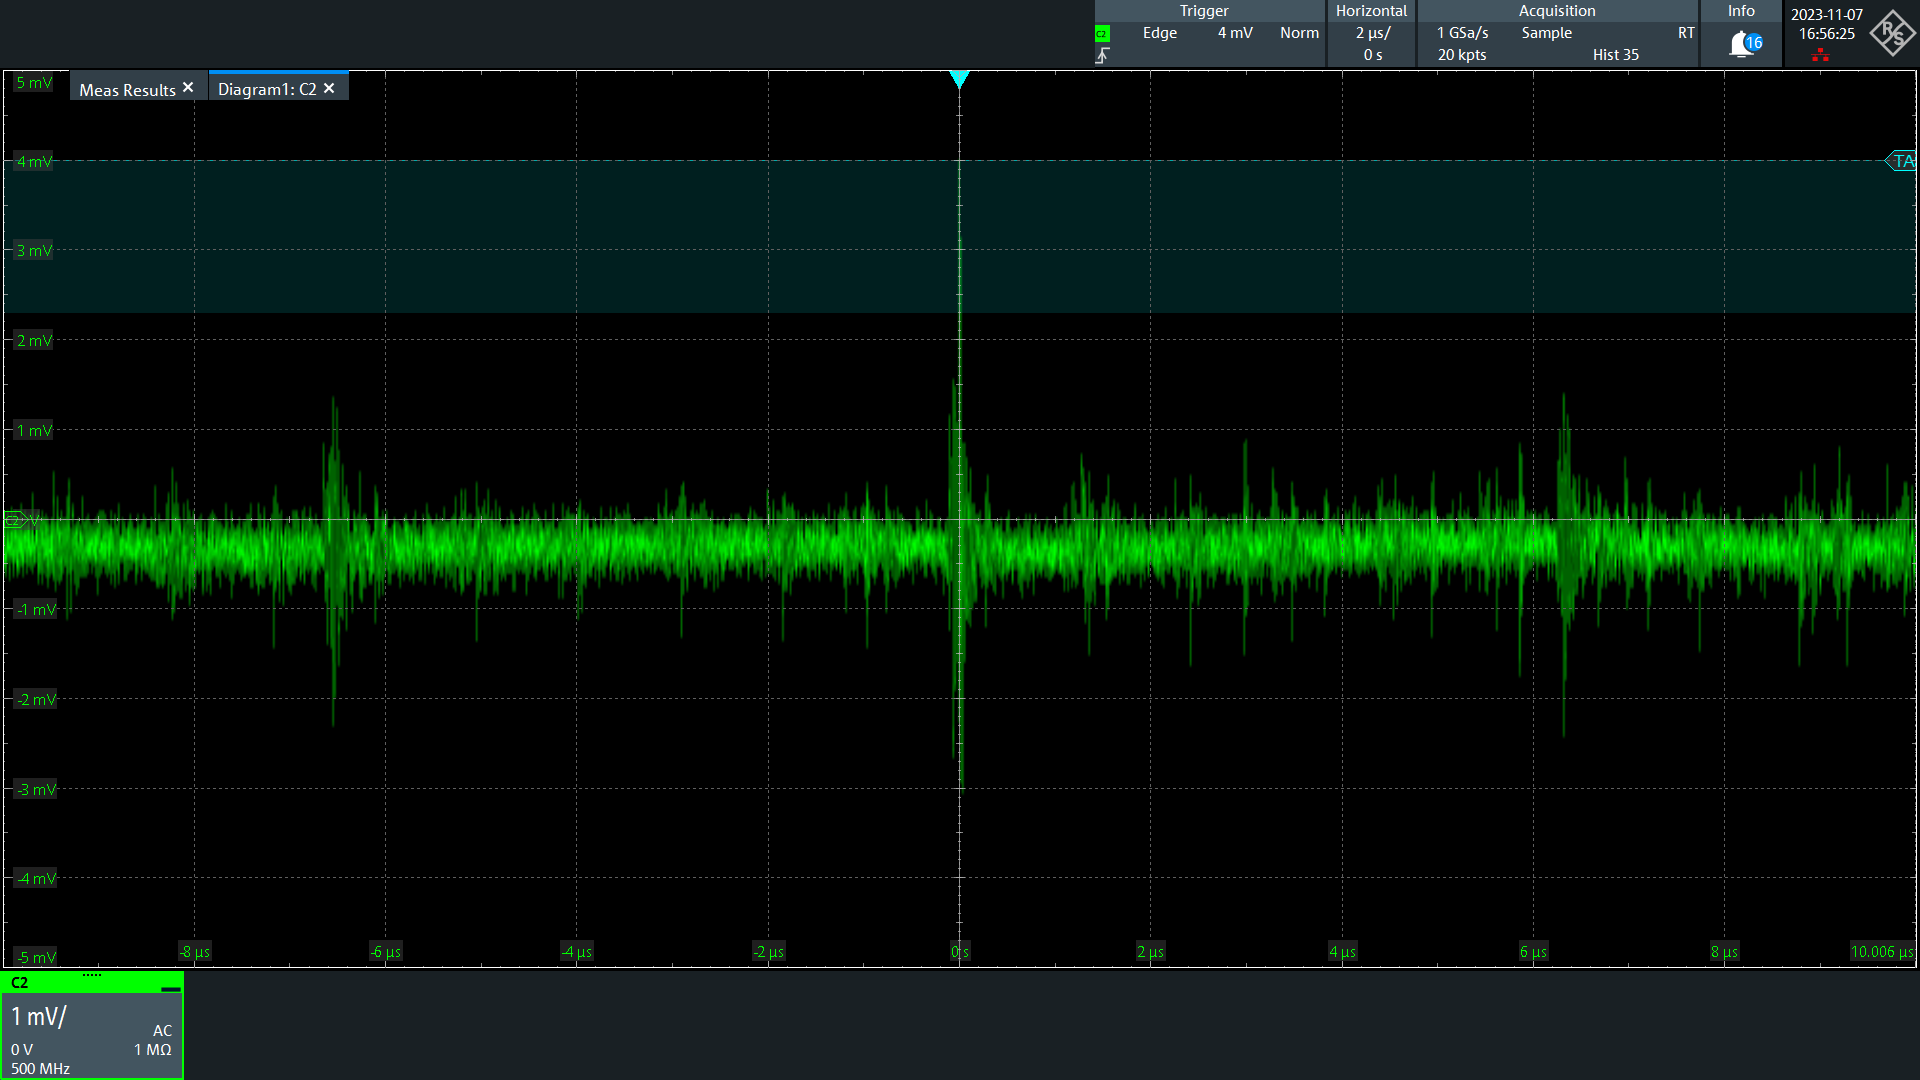 Trigger
C2 Edge 4 mV Norm
Horizontal
2 µs/
0 s
Acquisition
1 GSa/s Sample RT
20 kpts Hist 35
Info
16
2023-11-07
16:56:25
R&S
Meas Results ✕
Diagram1: C2 ✕
5 mV
4 mV
TA
3 mV
2 mV
1 mV
C2 V
-1 mV
-2 mV
-3 mV
-4 mV
-5 mV
-8 µs -6 µs -4 µs -2 µs 0 s 2 µs 4 µs 6 µs 8 µs 10.006 µs
C2
1 mV/
AC
0 V 1 MΩ
500 MHz